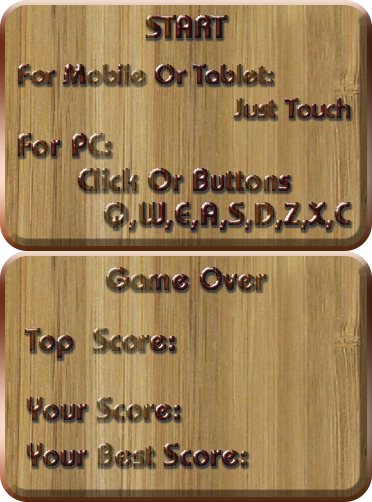 START
For Mobile Or Tablet:
Just Touch
For PC:
Click Or Buttons
Q,W,E,A,S,D,Z,X,C
Game Over
Top Score:
Your Score:
Your Best Score: